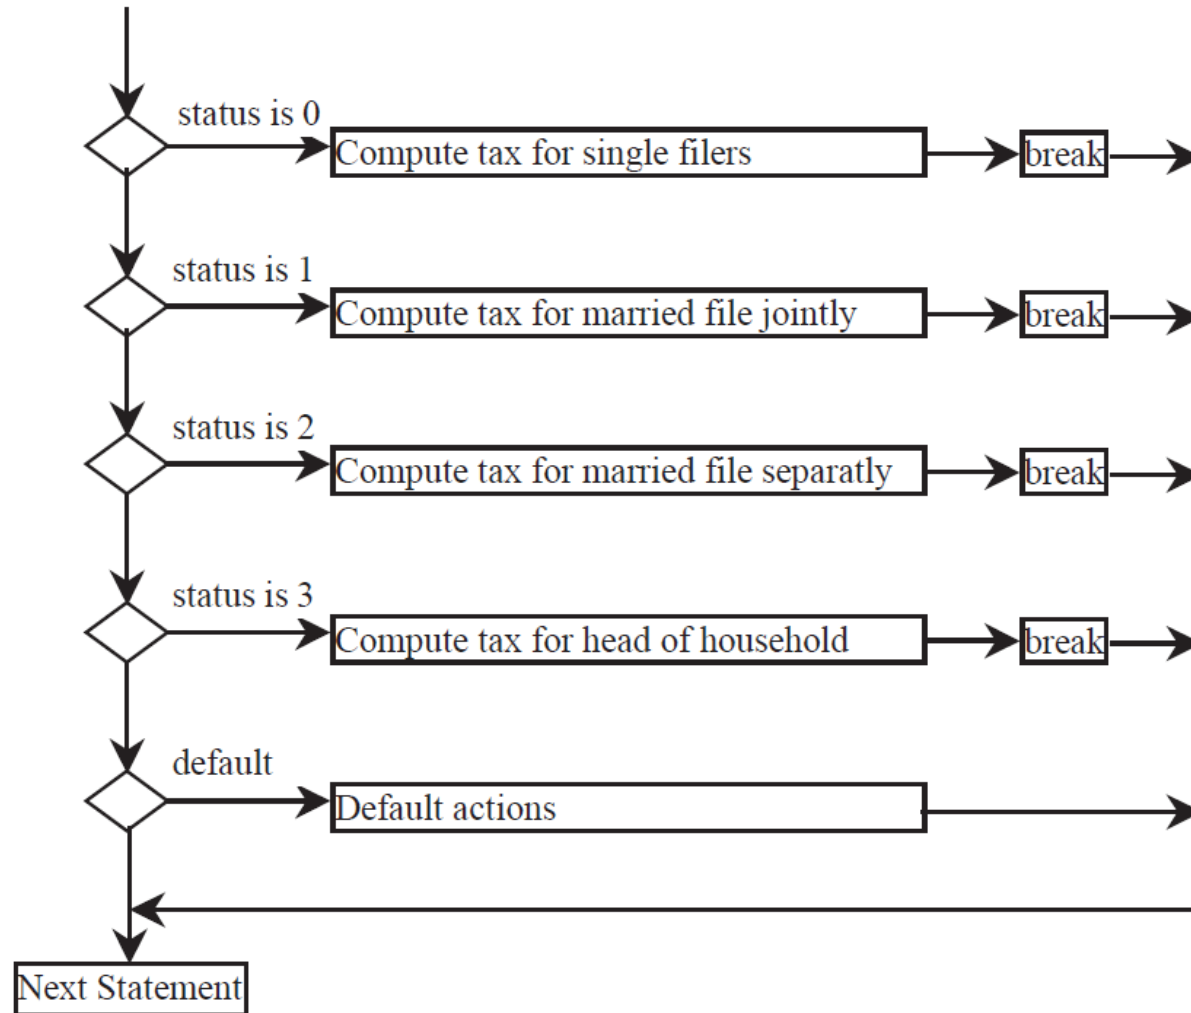 status is 0
Compute tax for single filers
break
status is 1
Compute tax for married file jointly
break
status is 2
Compute tax for married file separatly
break
status is 3
Compute tax for head of household
break
default
Default actions
Next Statement